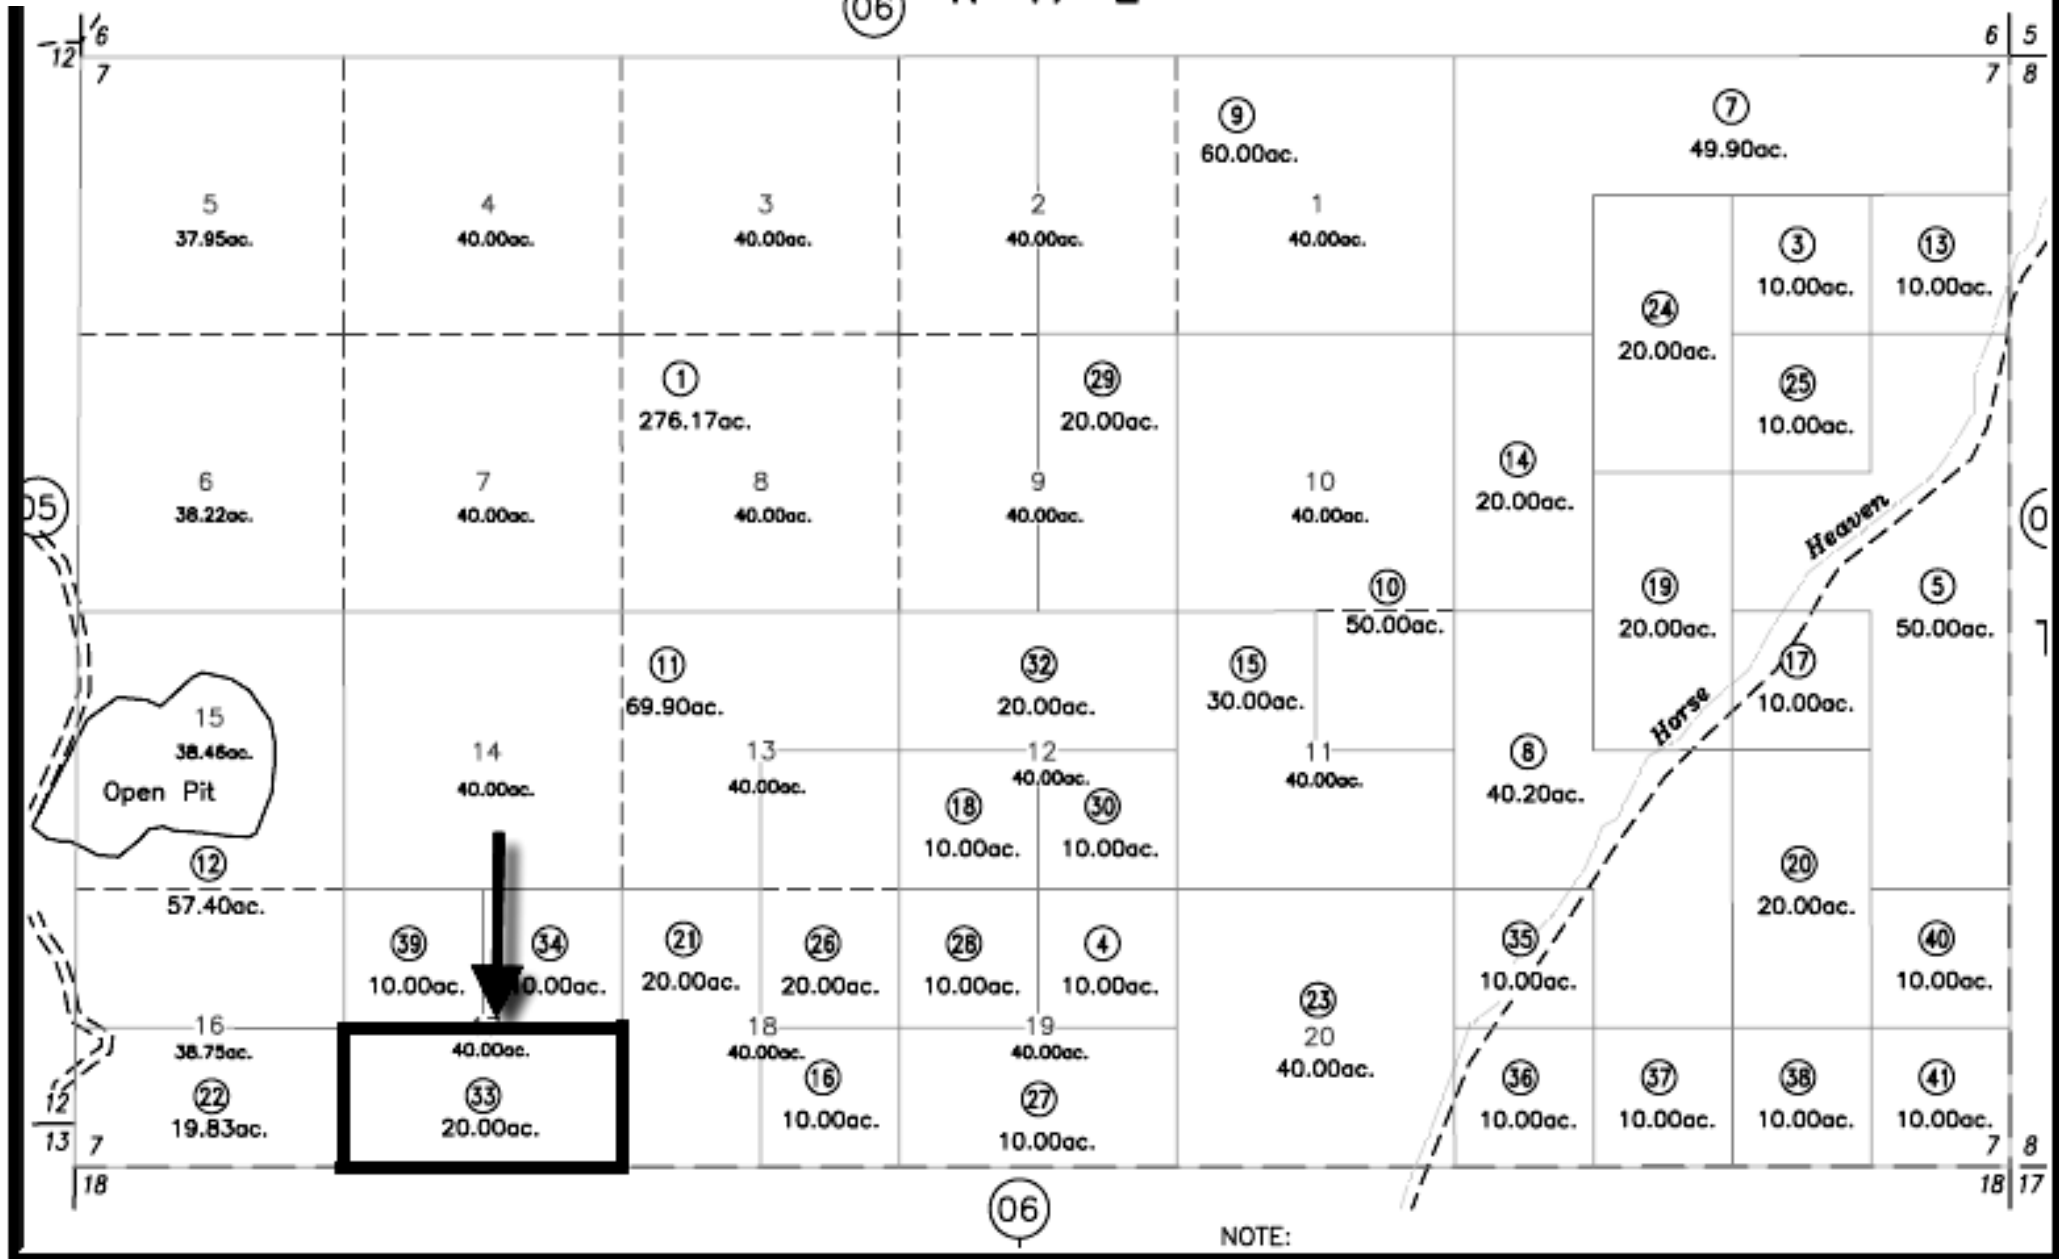 06
6
12
7
6 5
7 8
9
60.00ac.
7
49.90ac.
5
37.95ac.
4
40.00ac.
3
40.00ac.
2
40.00ac.
1
40.00ac.
3
10.00ac.
13
10.00ac.
24
20.00ac.
25
10.00ac.
1
276.17ac.
29
20.00ac.
14
20.00ac.
05
6
38.22ac.
7
40.00ac.
8
40.00ac.
9
40.00ac.
10
40.00ac.
Heaven
10
50.00ac.
19
20.00ac.
5
50.00ac.
11
69.90ac.
32
20.00ac.
15
30.00ac.
17
10.00ac.
Horse
15
38.46ac.
Open Pit
14
40.00ac.
13
40.00ac.
12
40.00ac.
11
40.00ac.
8
40.20ac.
18
10.00ac.
30
10.00ac.
12
57.40ac.
20
20.00ac.
39
10.00ac.
34
0.00ac.
21
20.00ac.
26
20.00ac.
28
10.00ac.
4
10.00ac.
35
10.00ac.
40
10.00ac.
23
20
40.00ac.
16
38.75ac.
40.00ac.
18
40.00ac.
19
40.00ac.
22
19.83ac.
33
20.00ac.
16
10.00ac.
27
10.00ac.
36
10.00ac.
37
10.00ac.
38
10.00ac.
41
10.00ac.
12
13 7
18
7 8
18 17
06
NOTE: